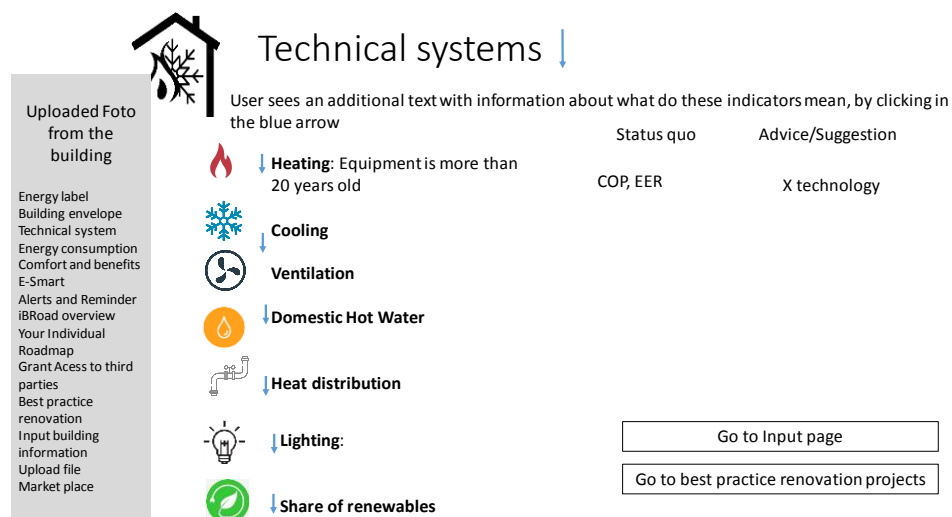 Technical systems
Uploaded Foto
from the
building
Energy label
Building envelope
Technical system
Energy consumption
Comfort and benefits
E-Smart
Alerts and Reminder
iBRoad overview
Your Individual
Roadmap
Grant Acess to third
parties
Best practice
renovation
Input building
information
Upload file
Market place
User sees an additional text with information about what do these indicators mean, by clicking in
the blue arrow
Status quo
Advice/Suggestion
Heating: Equipment is more than
20 years old
COP, EER
X technology
Cooling
Ventilation
Domestic Hot Water
Heat distribution
Lighting:
Share of renewables
Go to Input page
Go to best practice renovation projects